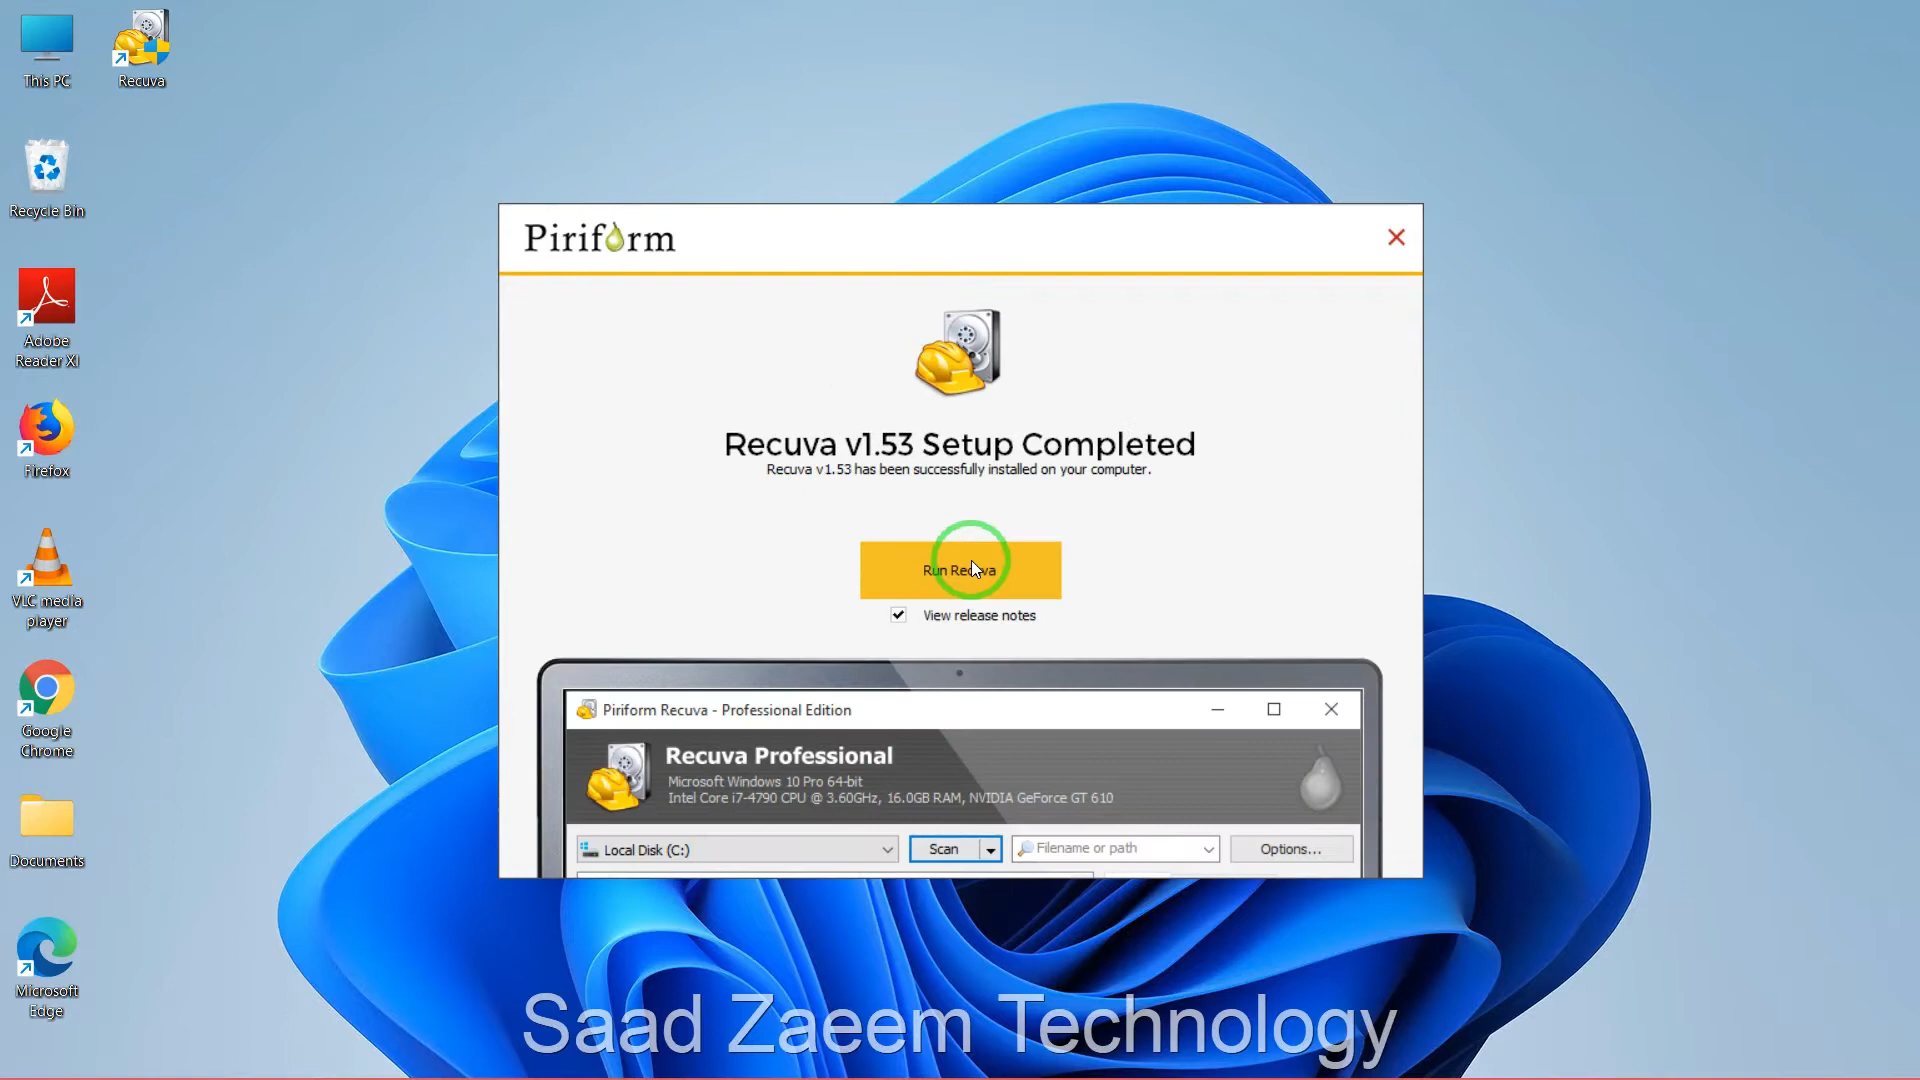 This PC
Recuva
Recycle Bin
Adobe
Reader XI
Firefox
VLC media
player
Google
Chrome
Documents
Microsoft
Edge
Piriform
Recuva v1.53 Setup Completed
Recuva v1.53 has been successfully installed on your computer.
Run Recuva
View release notes
Piriform Recuva - Professional Edition
Recuva Professional
Microsoft Windows 10 Pro 64-bit
Intel Core i7-4790 CPU @ 3.60GHz, 16.0GB RAM, NVIDIA GeForce GT 610
Local Disk (C:)
Scan
Filename or path
Options...
Saad Zaeem Technology